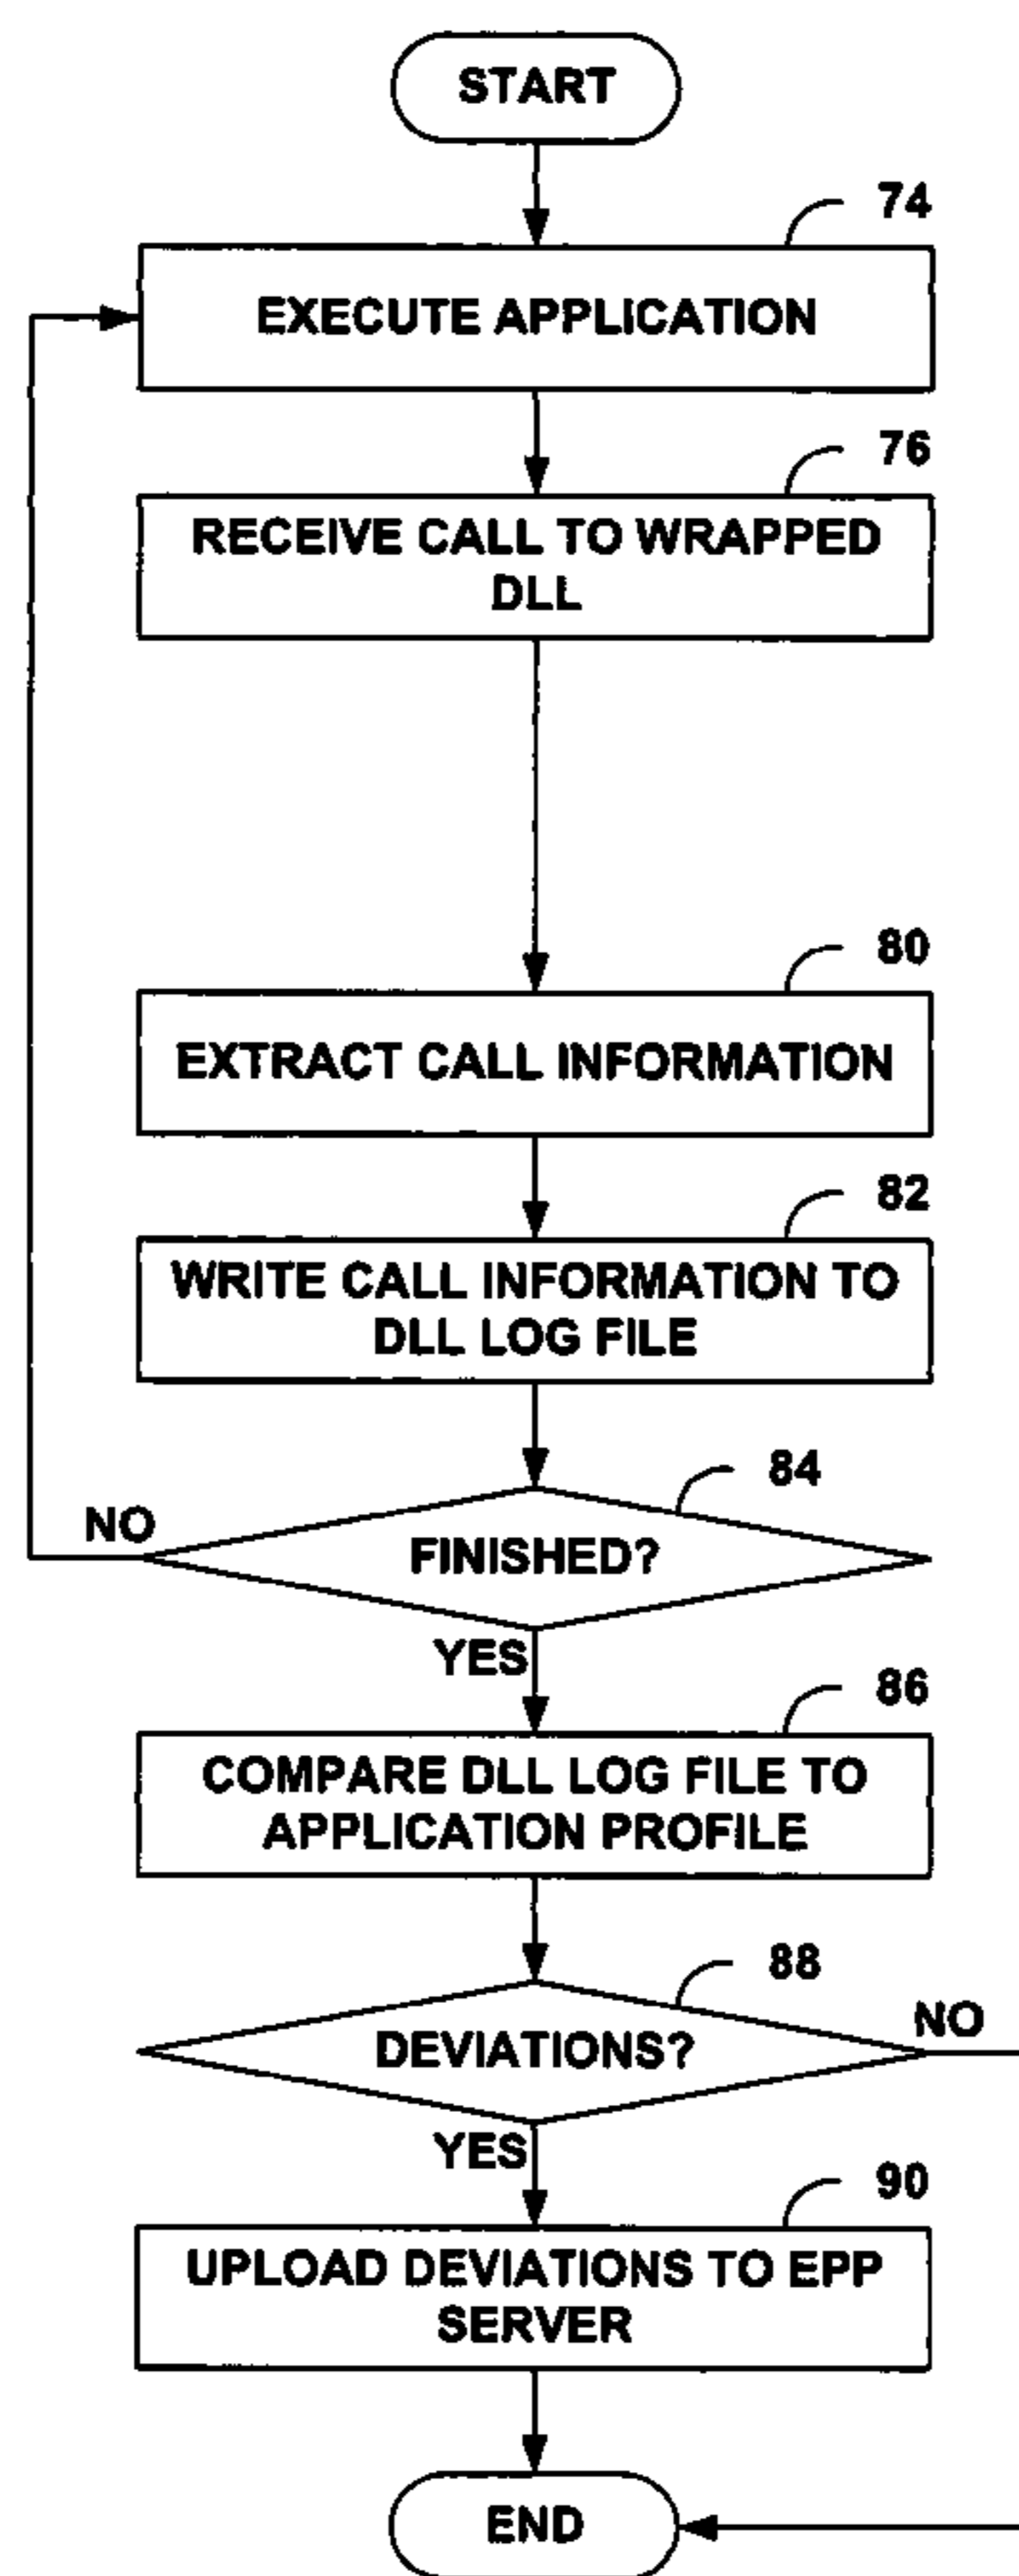 START
74
EXECUTE APPLICATION
76
RECEIVE CALL TO WRAPPED
DLL
80
EXTRACT CALL INFORMATION
82
WRITE CALL INFORMATION TO
DLL LOG FILE
84
NO
FINISHED?
YES
86
COMPARE DLL LOG FILE TO
APPLICATION PROFILE
88
NO
DEVIATIONS?
YES
90
UPLOAD DEVIATIONS TO EPP
SERVER
END